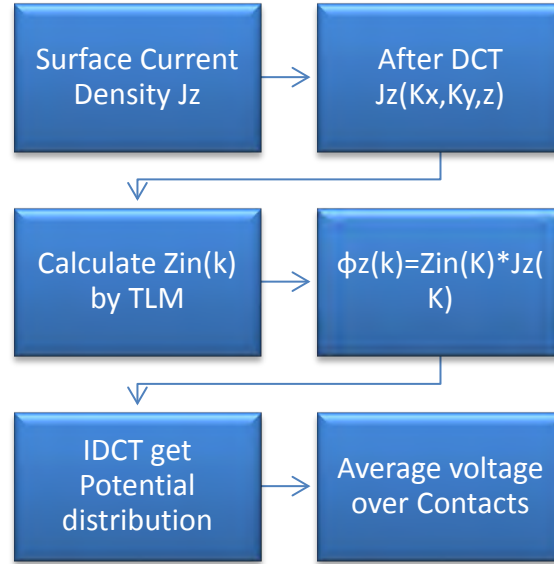 Surface Current
Density Jz
After DCT
Jz(Kx,Ky,z)
Calculate Zin(k)
by TLM
ϕz(k)=Zin(K)*Jz(
K)
IDCT get
Potential
distribution
Average voltage
over Contacts